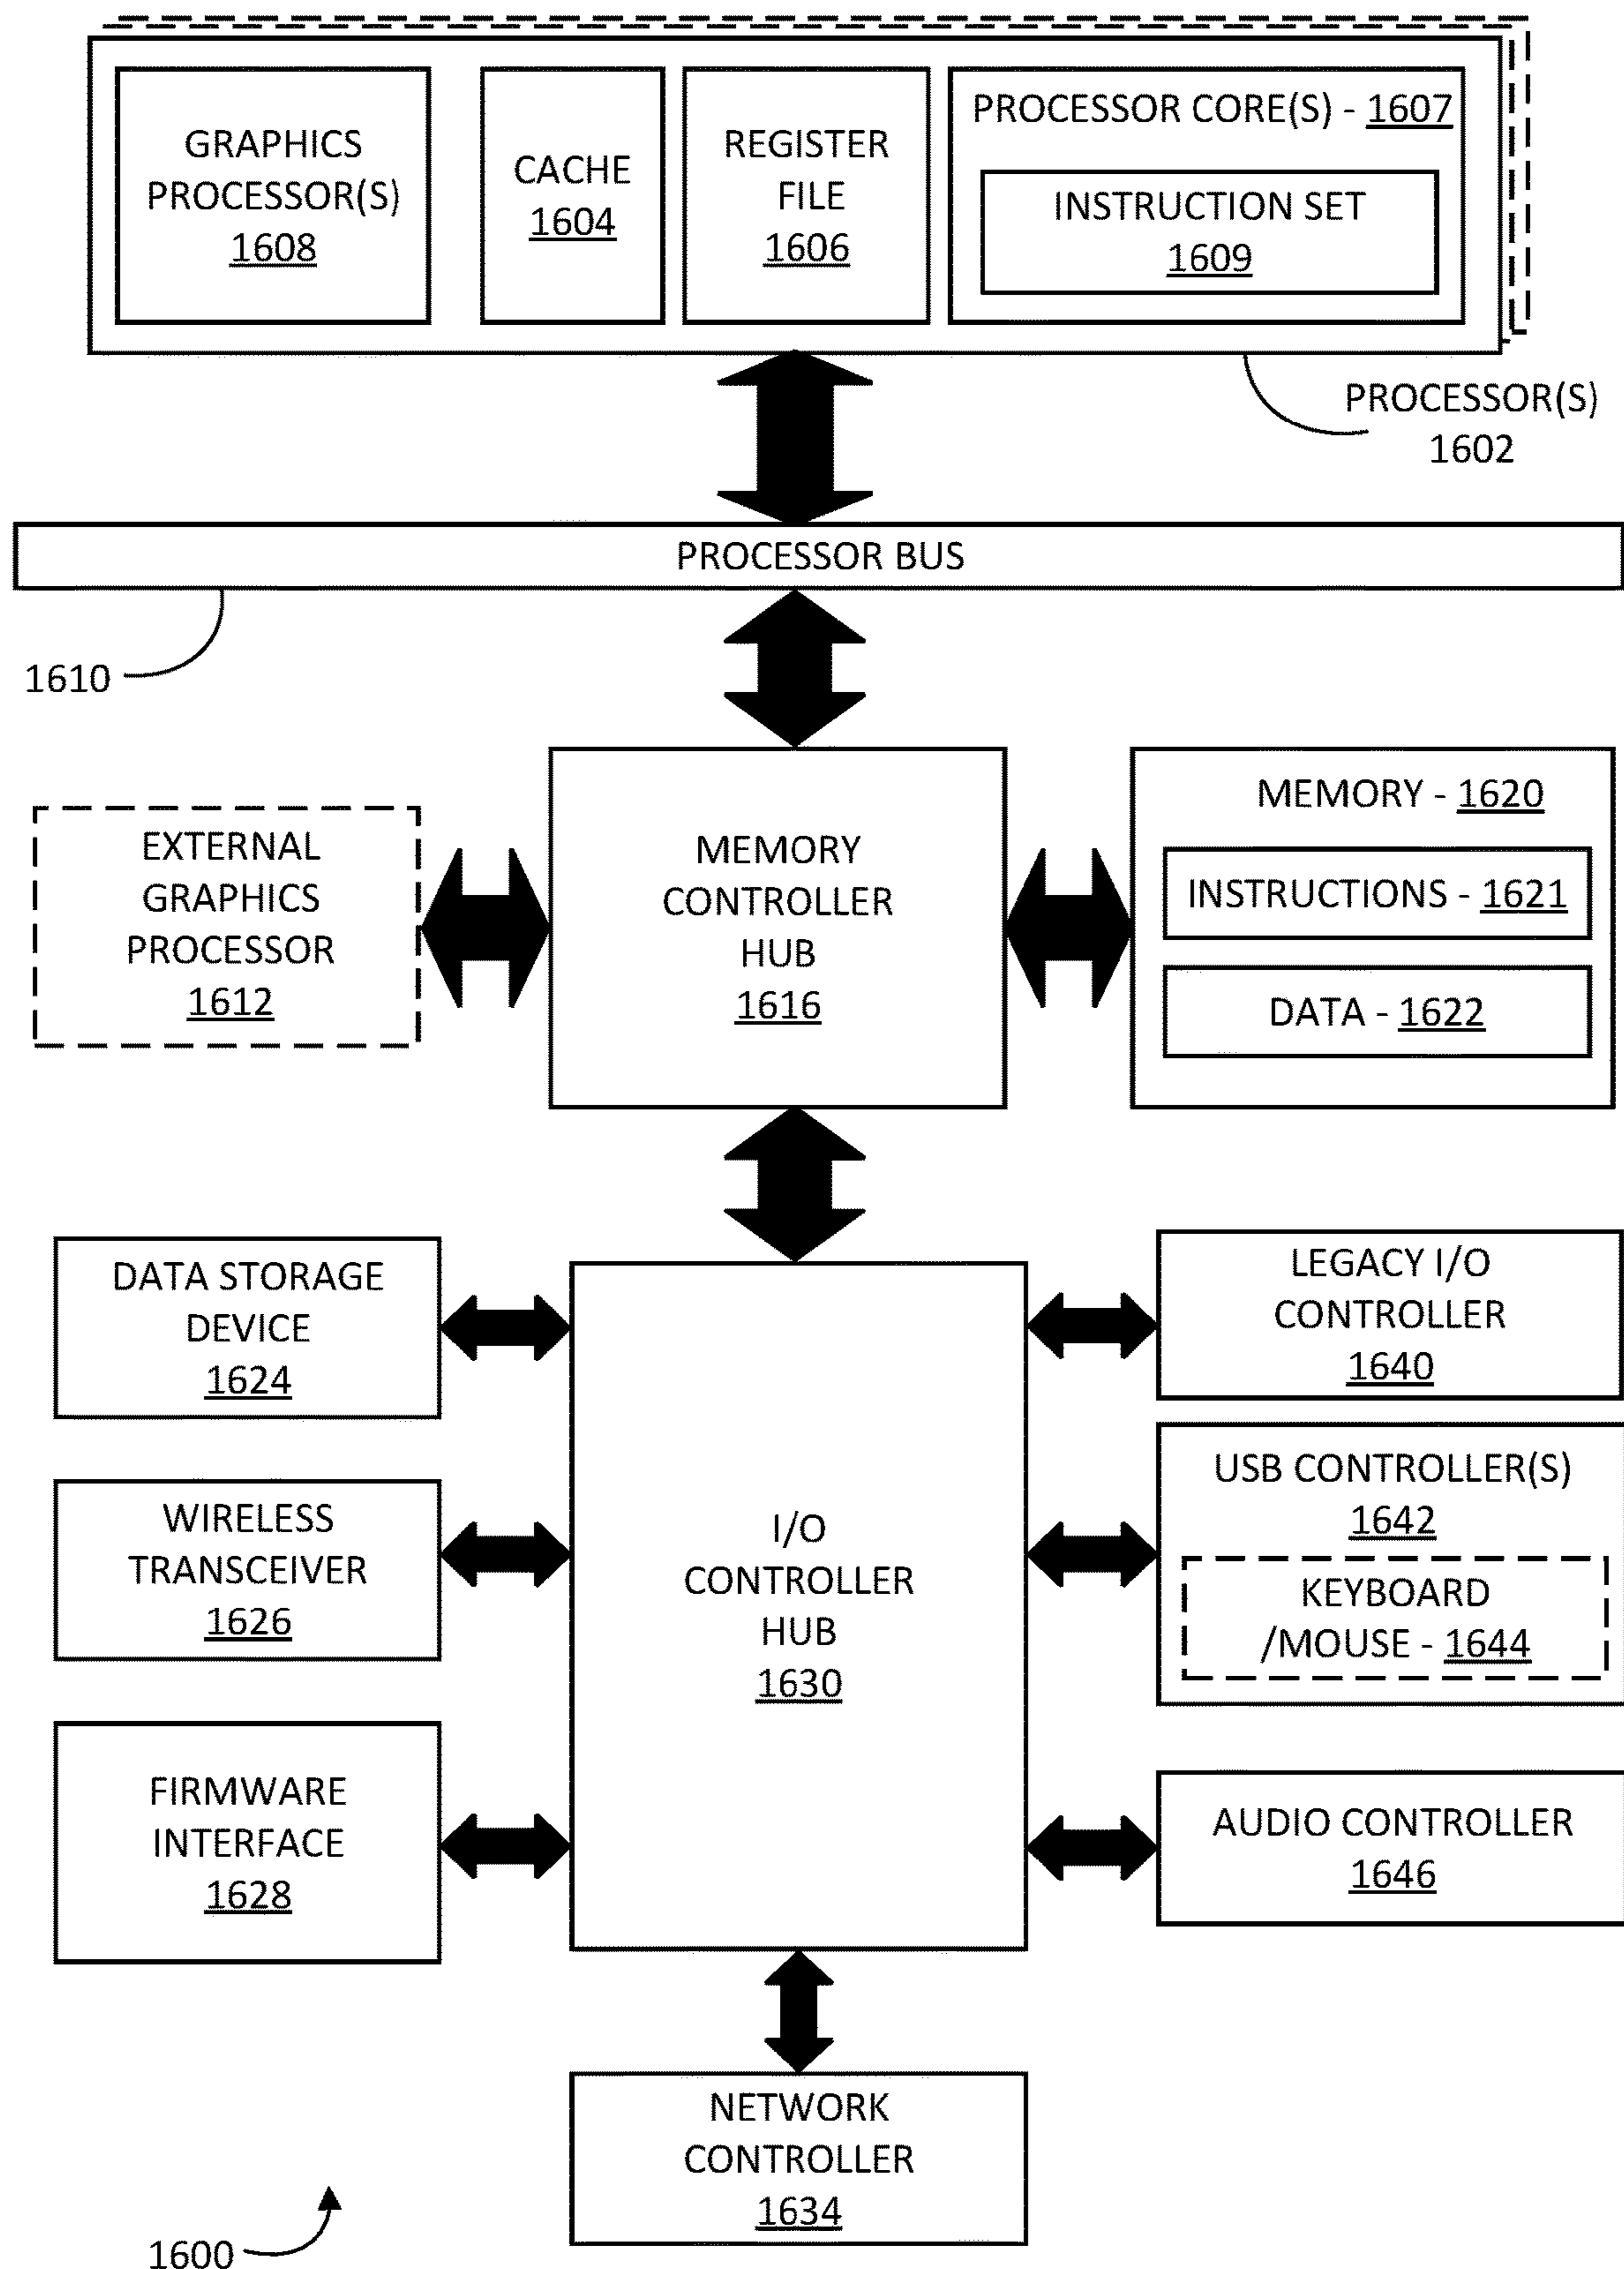 GRAPHICS
PROCESSOR(S)
1608
CACHE
1604
REGISTER
FILE
1606
PROCESSOR CORE(S) - 1607
INSTRUCTION SET
1609
PROCESSOR(S)
1602
PROCESSOR BUS
1610
EXTERNAL
GRAPHICS
PROCESSOR
1612
MEMORY
CONTROLLER
HUB
1616
MEMORY - 1620
INSTRUCTIONS - 1621
DATA - 1622
DATA STORAGE
DEVICE
1624
WIRELESS
TRANSCEIVER
1626
FIRMWARE
INTERFACE
1628
I/O
CONTROLLER
HUB
1630
LEGACY I/O
CONTROLLER
1640
USB CONTROLLER(S)
1642
KEYBOARD
/MOUSE - 1644
AUDIO CONTROLLER
1646
NETWORK
CONTROLLER
1634
1600